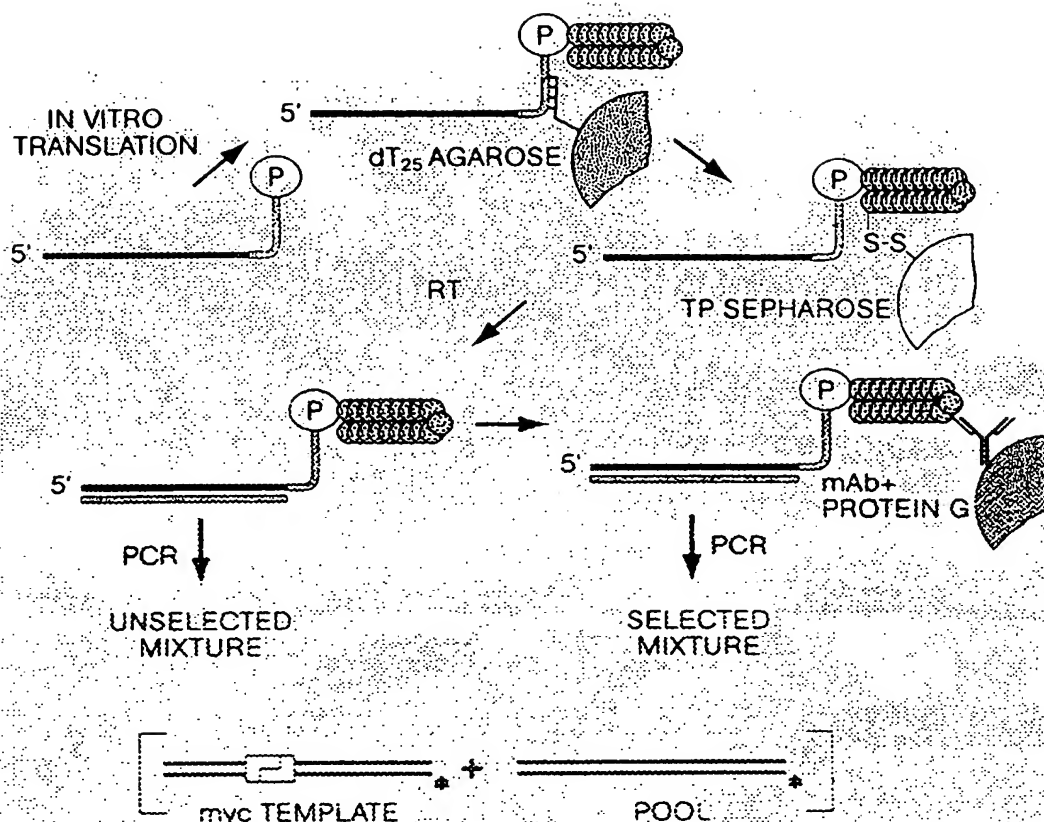 P
IN VITRO
TRANSLATION
5'
dT₂₅ AGAROSE
P
P
5'
5'
S-S
RT
TP SEPHAROSE
P
P
5'
5'
mAb+
PROTEIN G
PCR
PCR
UNSELECTED
MIXTURE
SELECTED
MIXTURE
* + *
myc TEMPLATE
POOL